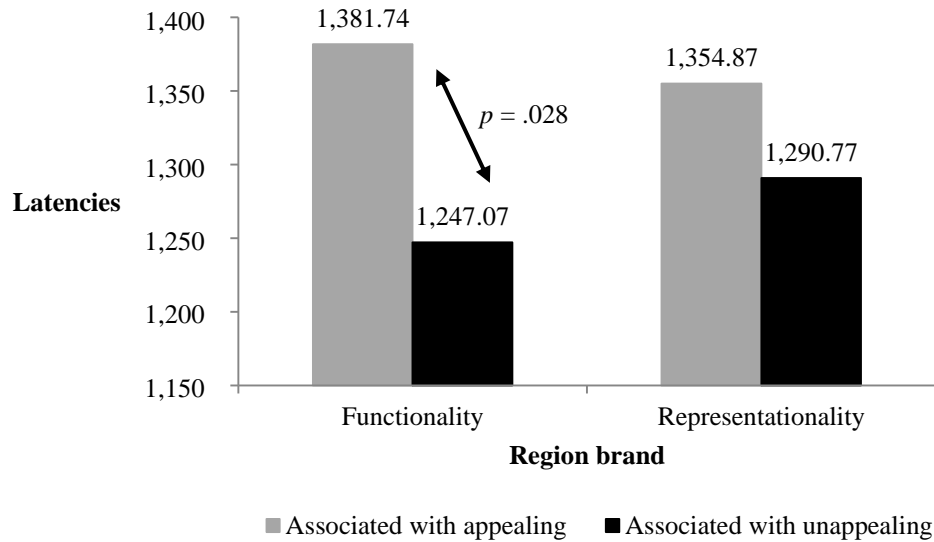 1,400
1,350
1,300
1,250
1,200
1,150
Latencies
1,381.74
1,247.07
p = .028
1,354.87
1,290.77
Functionality
Representationality
Region brand
Associated with appealing
Associated with unappealing